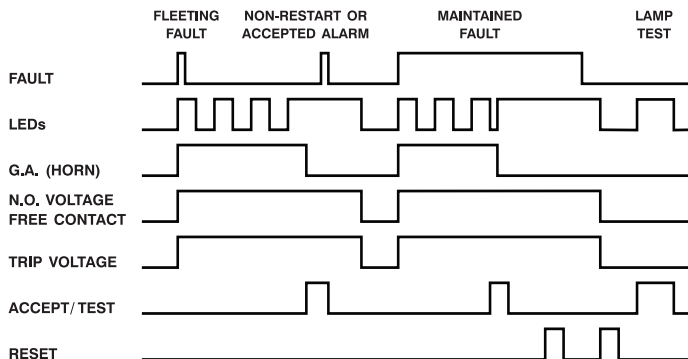 FLEETING FAULT
NON-RESTART OR ACCEPTED ALARM
MAINTAINED FAULT
LAMP TEST
FAULT
LEDs
G.A. (HORN)
N.O. VOLTAGE
FREE CONTACT
TRIP VOLTAGE
ACCEPT/TEST
RESET